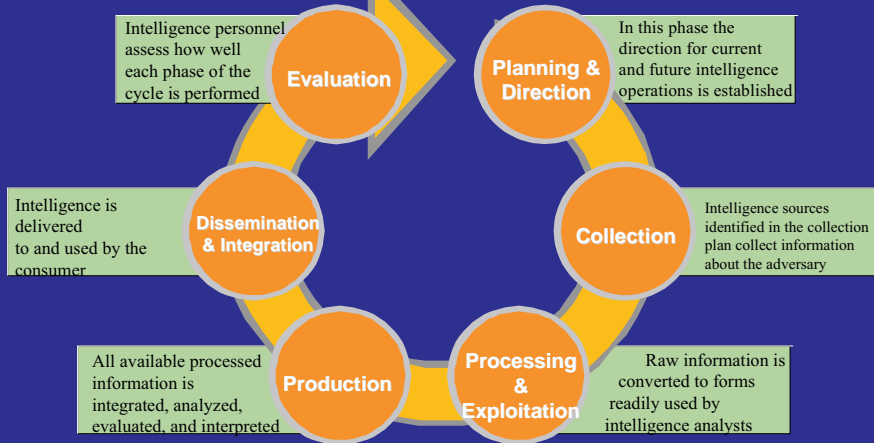 Intelligence personnel
assess how well
each phase of the
cycle is performed
Evaluation
Planning &
Direction
In this phase the
direction for current
and future intelligence
operations is established
Intelligence is
delivered
to and used by the
consumer
Dissemination
& Integration
Collection
Intelligence sources
identified in the collection
plan collect information
about the adversary
All available processed
information is
integrated, analyzed,
evaluated, and interpreted
Production
Processing
&
Exploitation
Raw information is
converted to forms
readily used by
intelligence analysts